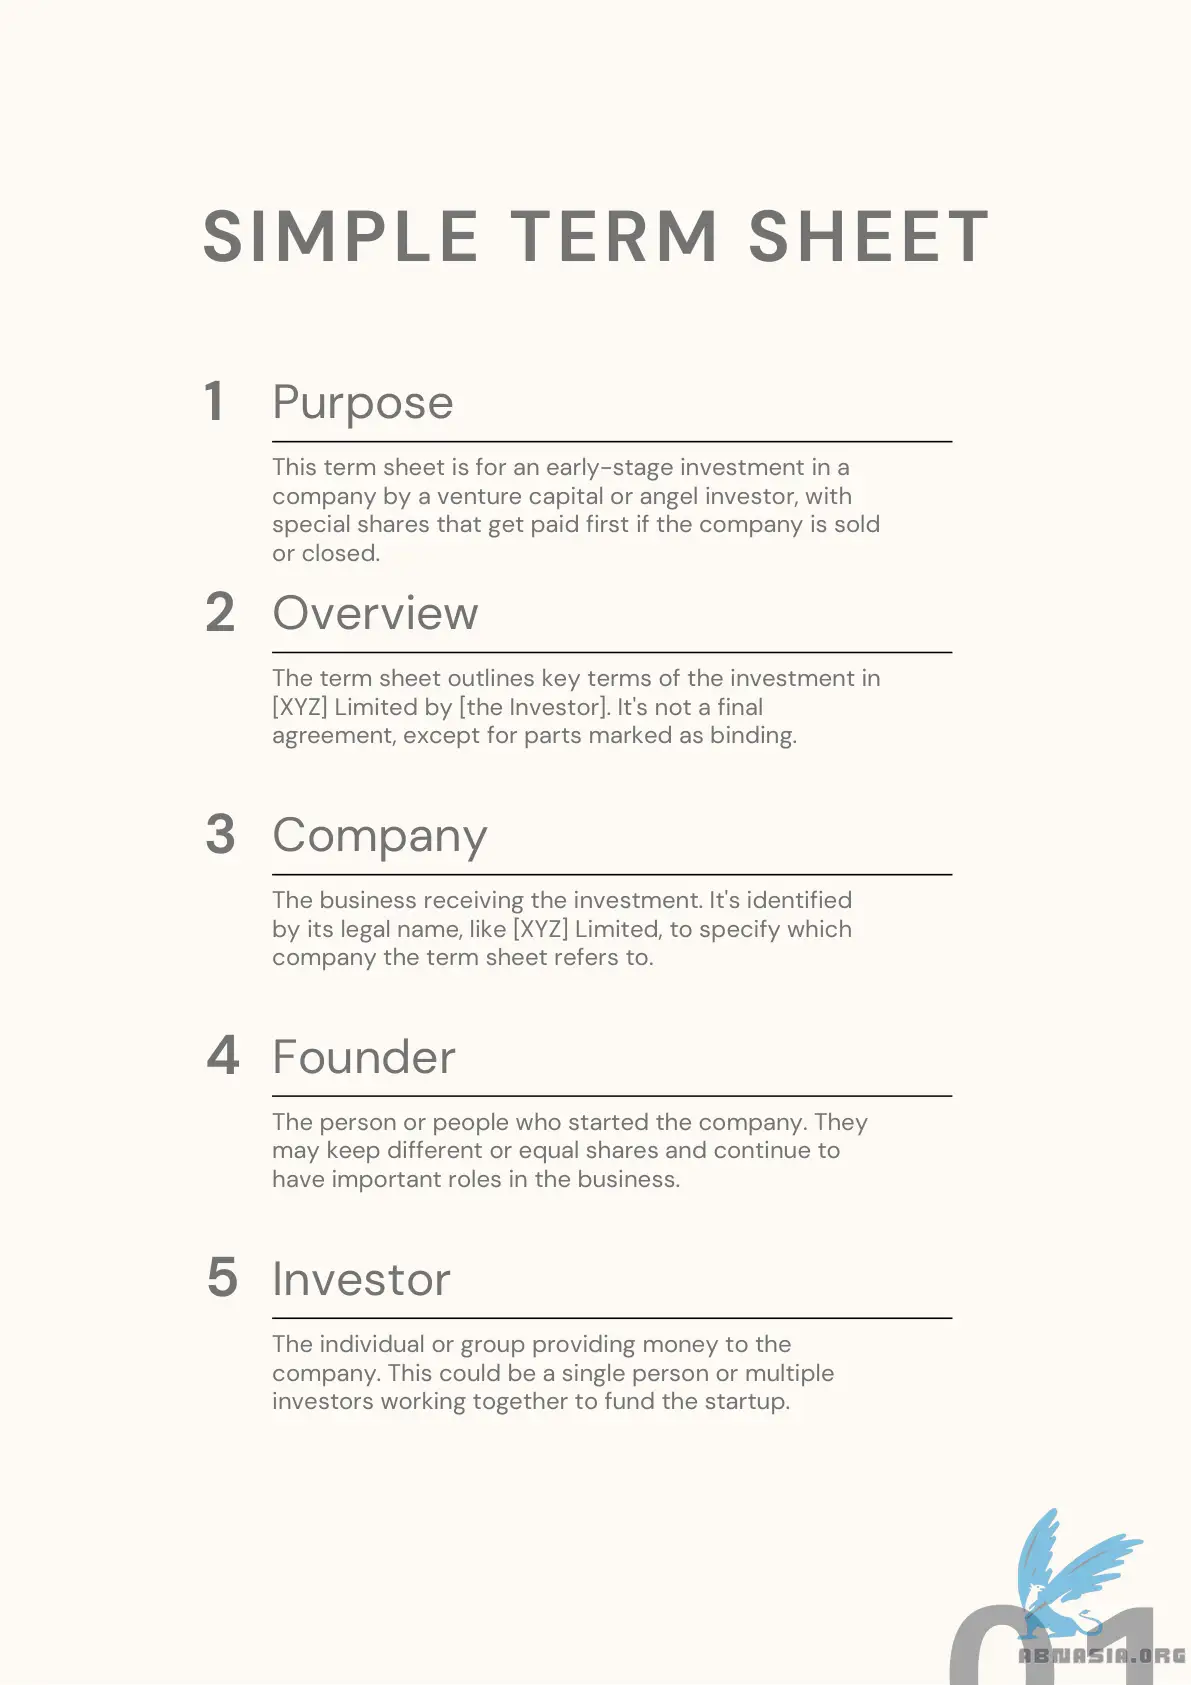 SIMPLE TERM SHEET
1 Purpose
This term sheet is for an early-stage investment in a
company by a venture capital or angel investor, with
special shares that get paid first if the company is sold
or closed.
2 Overview
The term sheet outlines key terms of the investment in
[XYZ] Limited by [the Investor]. It's not a final
agreement, except for parts marked as binding.
3 Company
The business receiving the investment. It's identified
by its legal name, like [XYZ] Limited, to specify which
company the term sheet refers to.
4 Founder
The person or people who started the company. They
may keep different or equal shares and continue to
have important roles in the business.
5 Investor
The individual or group providing money to the
company. This could be a single person or multiple
investors working together to fund the startup.
01
ABNASIA.ORG